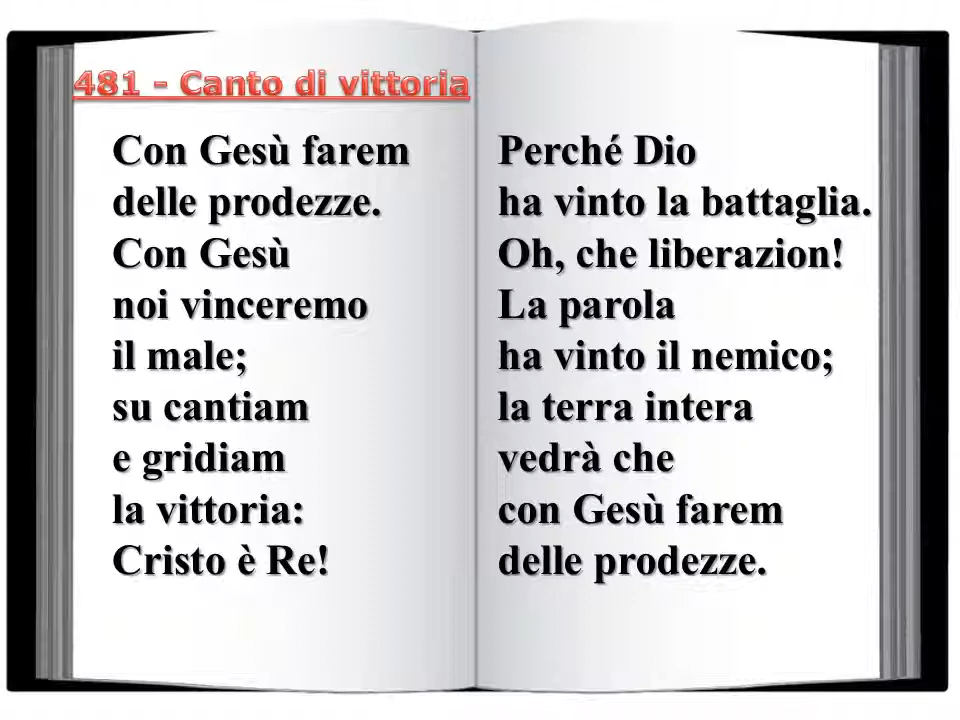 481 - Canto di vittoria
Con Gesù farem
delle prodezze.
Con Gesù
noi vinceremo
il male;
su cantiam
e gridiam
la vittoria:
Cristo è Re!
Perché Dio
ha vinto la battaglia.
Oh, che liberazion!
La parola
ha vinto il nemico;
la terra intera
vedrà che
con Gesù farem
delle prodezze.